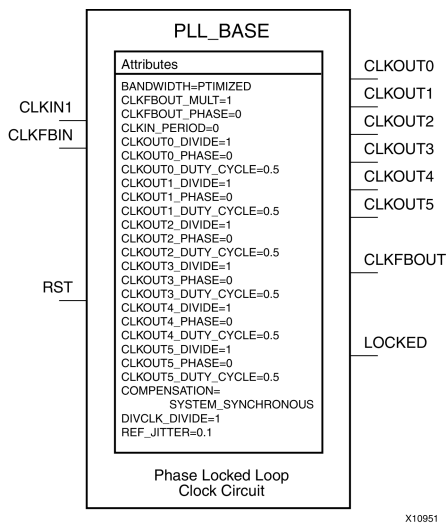 PLL_BASE
Attributes
BANDWIDTH=PTIMIZED
CLKFBOUT_MULT=1
CLKFBOUT_PHASE=0
CLKIN_PERIOD=0
CLKOUT0_DIVIDE=1
CLKOUT0_PHASE=0
CLKOUT0_DUTY_CYCLE=0.5
CLKOUT1_DIVIDE=1
CLKOUT1_PHASE=0
CLKOUT1_DUTY_CYCLE=0.5
CLKOUT2_DIVIDE=1
CLKOUT2_PHASE=0
CLKOUT2_DUTY_CYCLE=0.5
CLKOUT3_DIVIDE=1
CLKOUT3_PHASE=0
CLKOUT3_DUTY_CYCLE=0.5
CLKOUT4_DIVIDE=1
CLKOUT4_PHASE=0
CLKOUT4_DUTY_CYCLE=0.5
CLKOUT5_DIVIDE=1
CLKOUT5_PHASE=0
CLKOUT5_DUTY_CYCLE=0.5
COMPENSATION=
SYSTEM_SYNCHRONOUS
DIVCLK_DIVIDE=1
REF_JITTER=0.1
CLKIN1
CLKFBIN
RST
CLKOUT0
CLKOUT1
CLKOUT2
CLKOUT3
CLKOUT4
CLKOUT5
CLKFBOUT
LOCKED
Phase Locked Loop
Clock Circuit
X10951